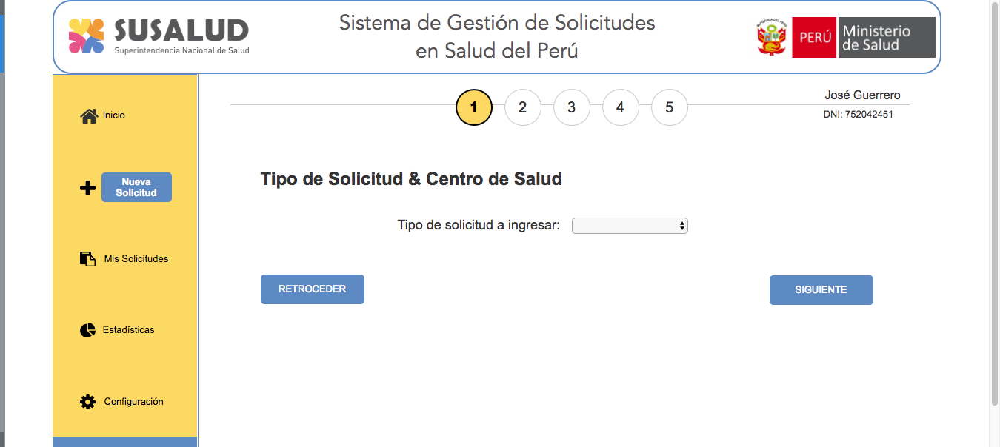 SUSALUD
Superintendencia Nacional de Salud
Sistema de Gestión de Solicitudes
en Salud del Perú
REPÚBLICA DEL PERÚ
PERÚ
Ministerio
de Salud
Inicio
Nueva
Solicitud
Mis Solicitudes
Estadísticas
Configuración
1
2
3
4
5
José Guerrero
DNI: 752042451
Tipo de Solicitud & Centro de Salud
Tipo de solicitud a ingresar:
RETROCEDER
SIGUIENTE